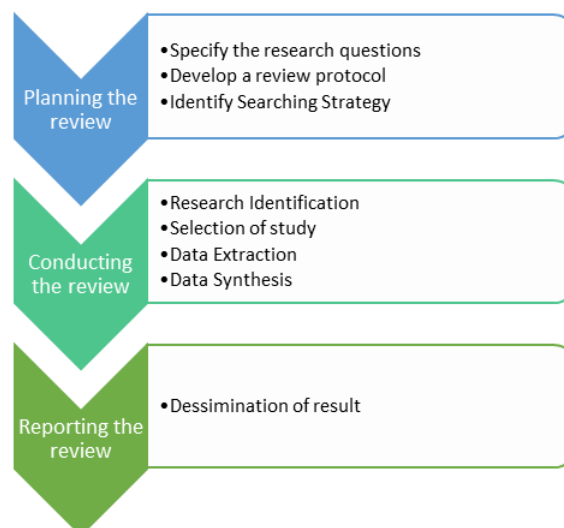 Planning the
review
•Specify the research questions
•Develop a review protocol
•Identify Searching Strategy
Conducting
the review
•Research Identification
•Selection of study
•Data Extraction
•Data Synthesis
Reporting the
review
•Dessimination of result